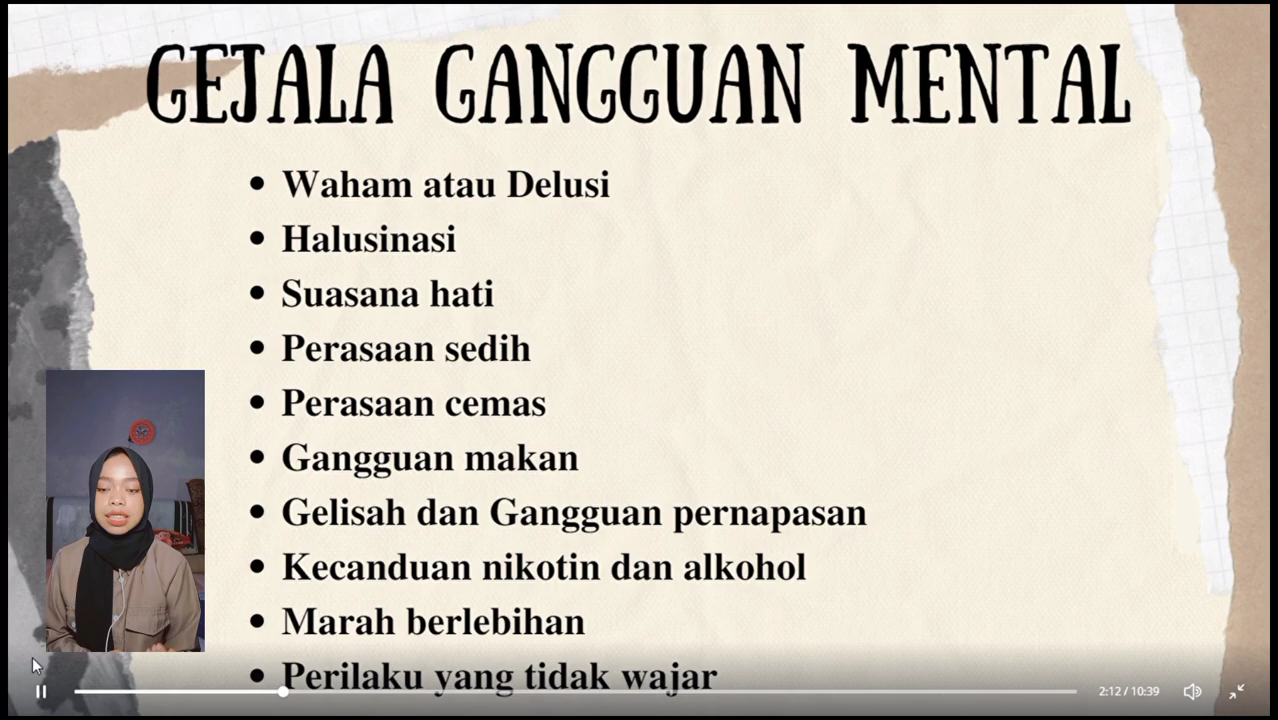 GEJALA GANGGUAN MENTAL
• Waham atau Delusi
• Halusinasi
• Suasana hati
• Perasaan sedih
• Perasaan cemas
• Gangguan makan
• Gelisah dan Gangguan pernapasan
• Kecanduan nikotin dan alkohol
• Marah berlebihan
• Perilaku yang tidak wajar
2:12 / 10:39